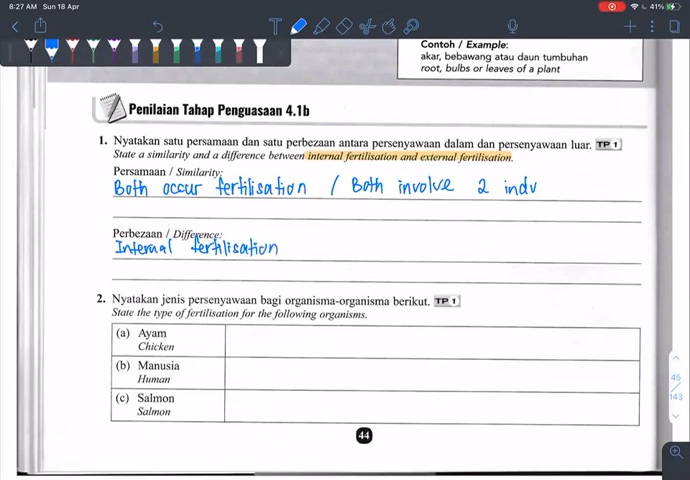 8:27 AM Sun 18 Apr
41%
Contoh / Example:
akar, bebawang atau daun tumbuhan
root, bulbs or leaves of a plant
Penilaian Tahap Penguasaan 4.1b
1. Nyatakan satu persamaan dan satu perbezaan antara persenyawaan dalam dan persenyawaan luar. TP 1
State a similarity and a difference between internal fertilisation and external fertilisation.
Persamaan / Similarity:
Both occur fertilisation / Both involve 2 indv
Perbezaan / Difference:
Internal fertilisation
2. Nyatakan jenis persenyawaan bagi organisma-organisma berikut. TP 1
State the type of fertilisation for the following organisms.
(a) Ayam
Chicken
(b) Manusia
Human
(c) Salmon
Salmon
44
45
143